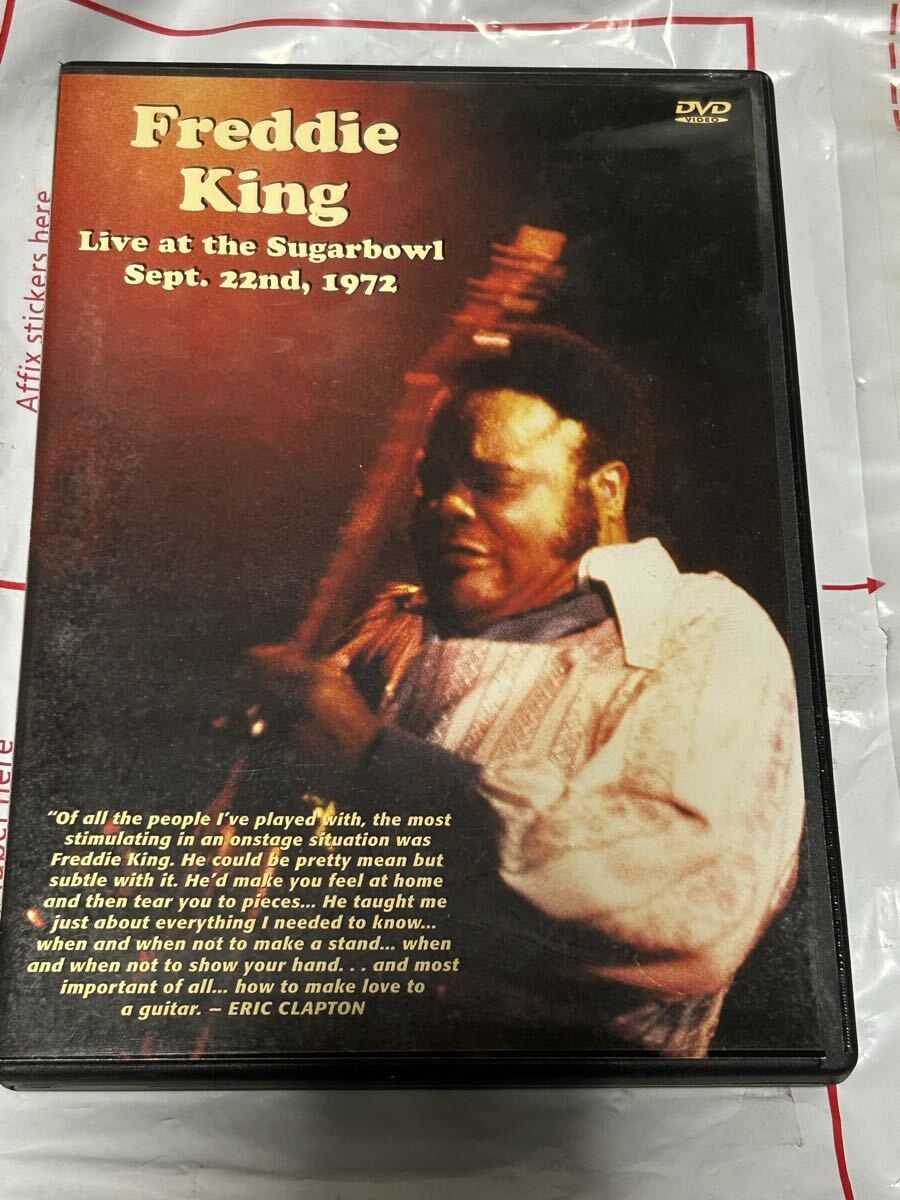 Freddie
King
Live at the Sugarbowl
Sept. 22nd, 1972
DVD
VIDEO
"Of all the people I've played with, the most
stimulating in an onstage situation was
Freddie King. He could be pretty mean but
subtle with it. He'd make you feel at home
and then tear you to pieces... He taught me
just about everything I needed to know...
when and when not to make a stand... when
and when not to show your hand. . . and most
important of all... how to make love to
a guitar. – ERIC CLAPTON
Affix stickers here
here